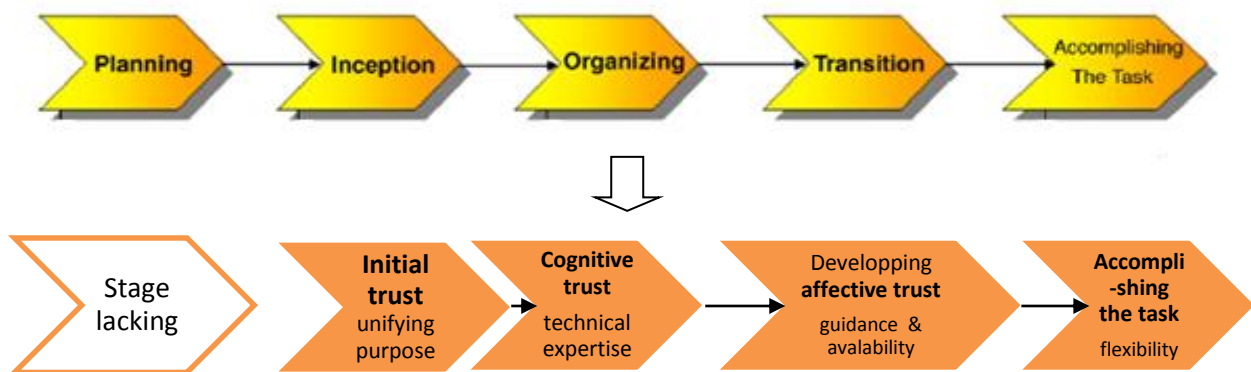 Planning
Inception
Organizing
Transition
Accomplishing
The Task
Stage
lacking
Initial
trust
unifying
purpose
Cognitive
trust
technical
expertise
Developping
affective trust
guidance &
avalability
Accompli
-shing
the task
flexibility